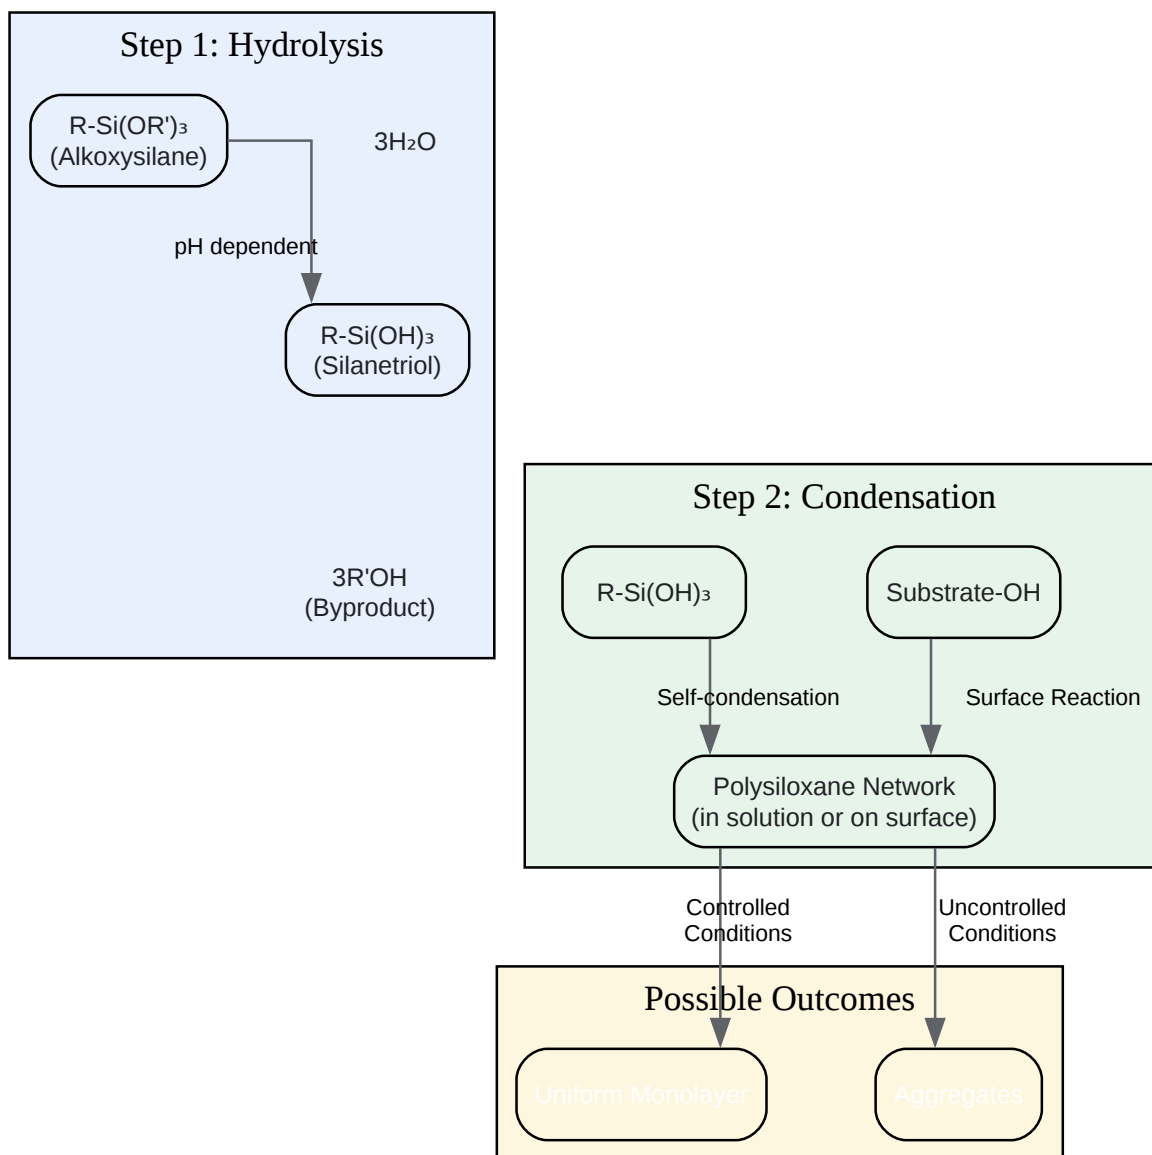 Step 1: Hydrolysis
R-Si(OR')₃
(Alkoxysilane)
3H₂O
pH dependent
R-Si(OH)₃
(Silanetriol)
3R'OH
(Byproduct)
Step 2: Condensation
R-Si(OH)₃
Substrate-OH
Self-condensation
Surface Reaction
Polysiloxane Network
(in solution or on surface)
Controlled
Conditions
Uncontrolled
Conditions
Possible Outcomes
Uniform Monolayer
Aggregates